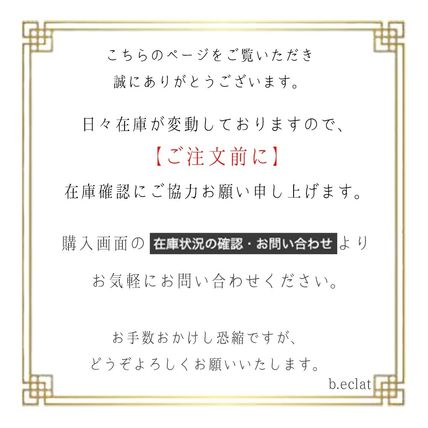 こちらのページをご覧いただき
誠にありがとうございます。
日々在庫が変動しておりますので、
【ご注文前に】
在庫確認にご協力お願い申し上げます。
購入画面の 在庫状況の確認・お問い合わせ より
お気軽にお問い合わせください。
お手数おかけし恐縮ですが、
どうぞよろしくお願いいたします。
b.eclat